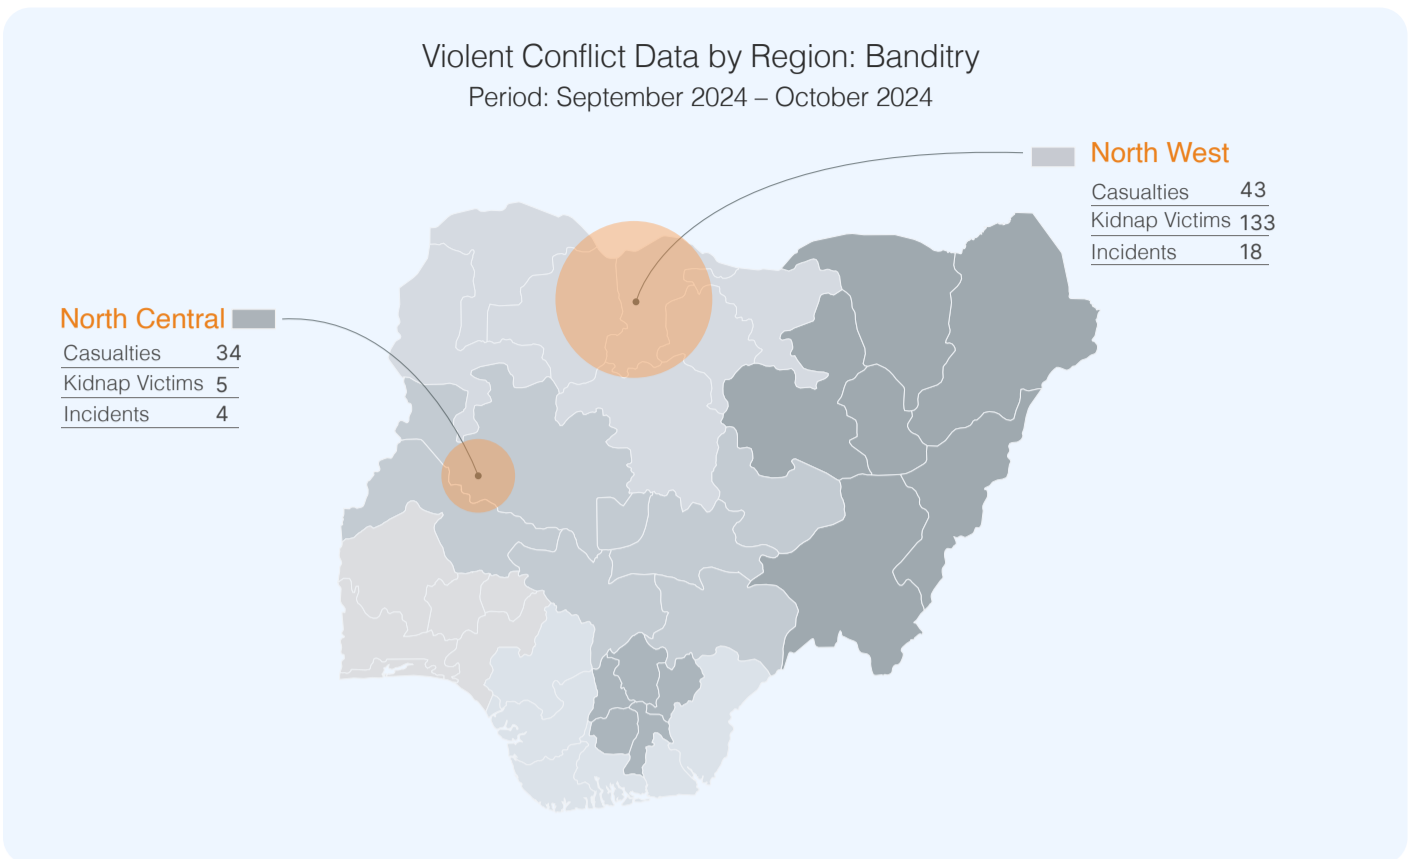 Violent Conflict Data by Region: Banditry
Period: September 2024 – October 2024
North West
Casualties 43
Kidnap Victims 133
Incidents 18
North Central
Casualties 34
Kidnap Victims 5
Incidents 4